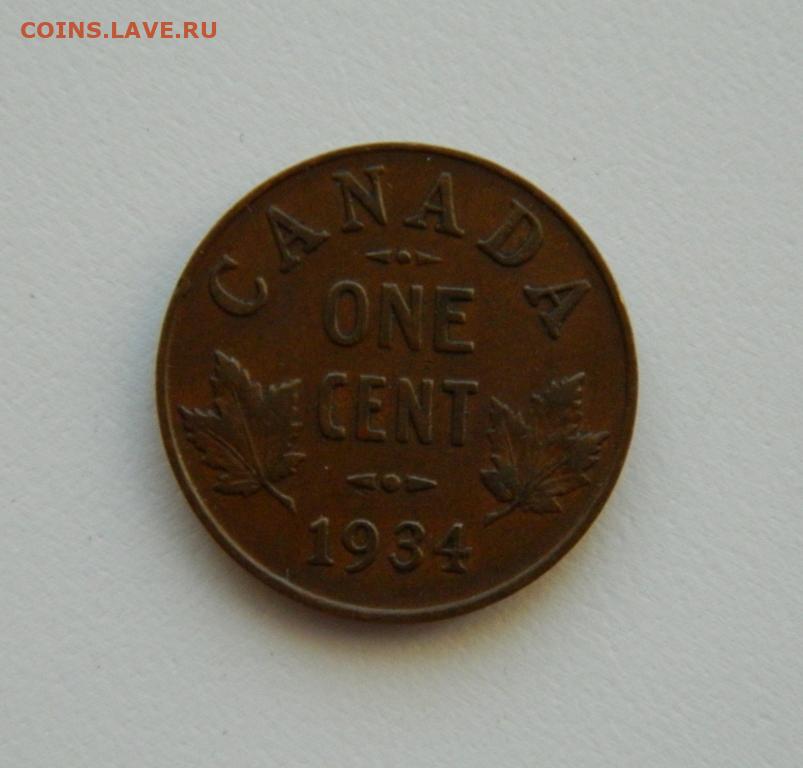 COINS.LAVE.RU
CANADA
ONE
CENT
1934